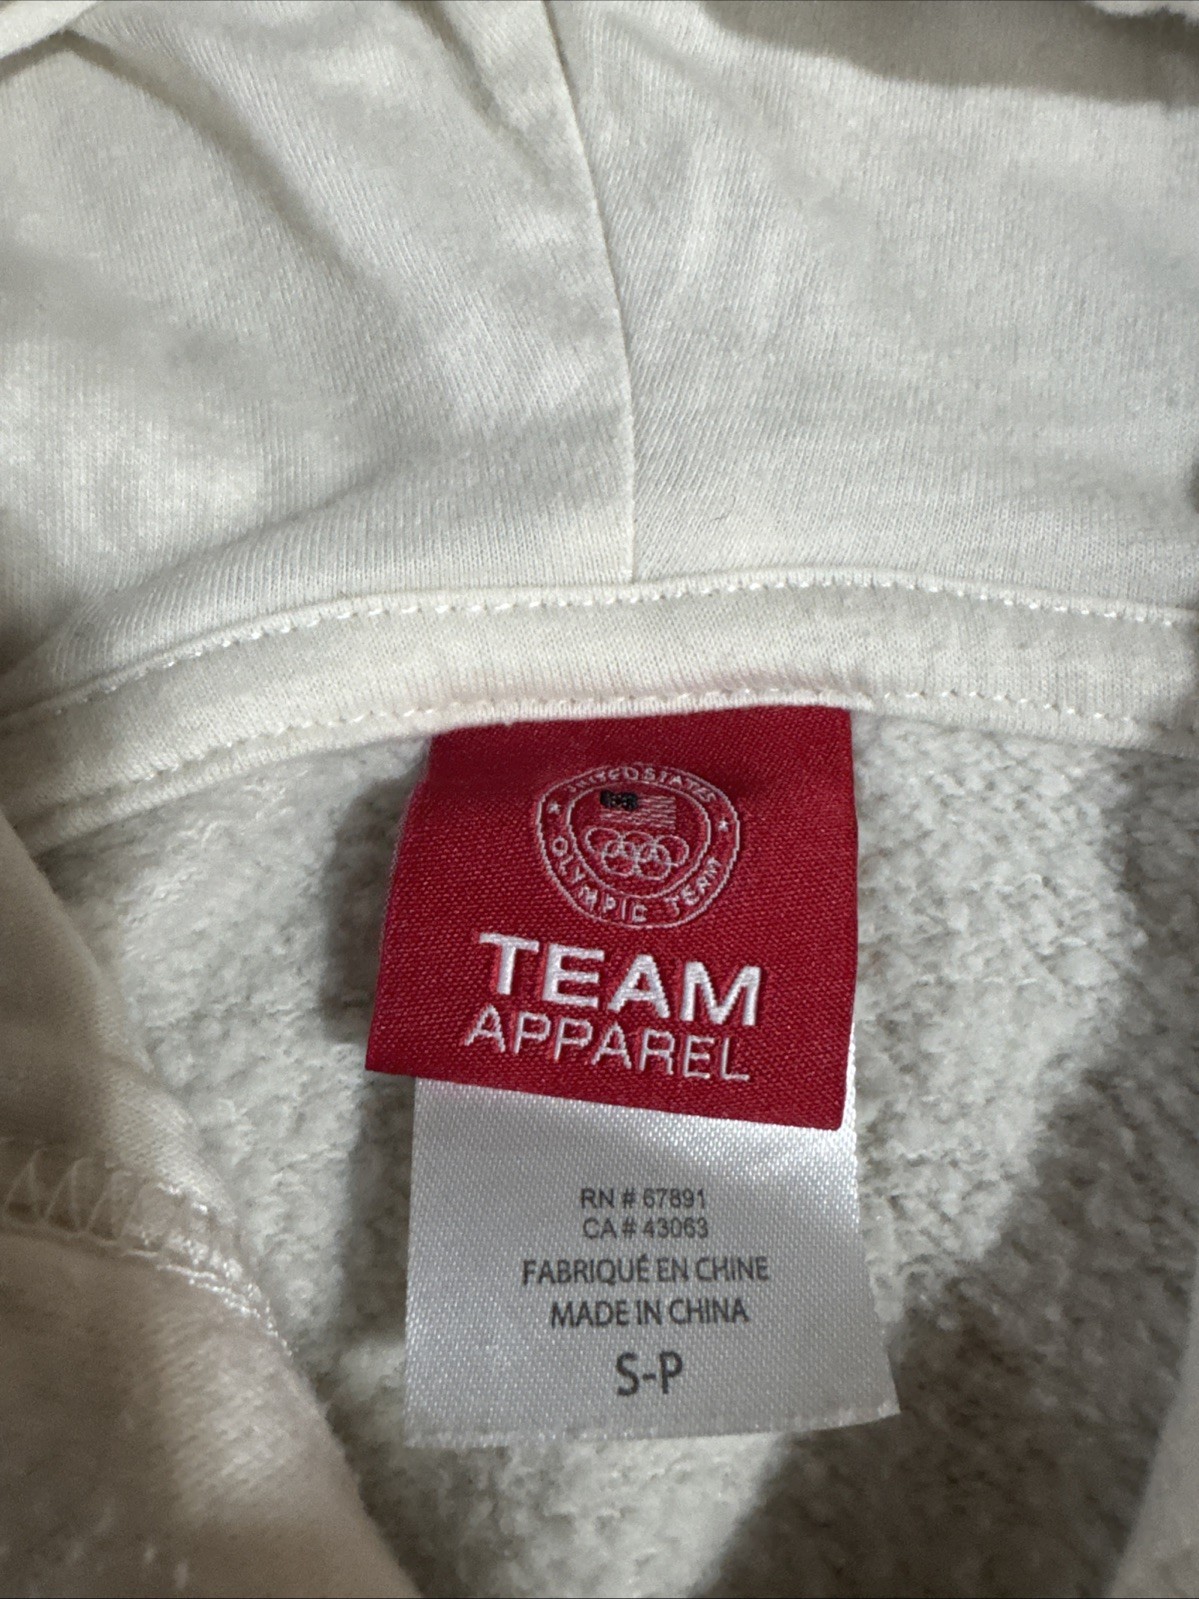 UNITED STATES
OLYMPIC TEAM
TEAM
APPAREL
RN # 67891
CA # 43063
FABRIQUÉ EN CHINE
MADE IN CHINA
S-P